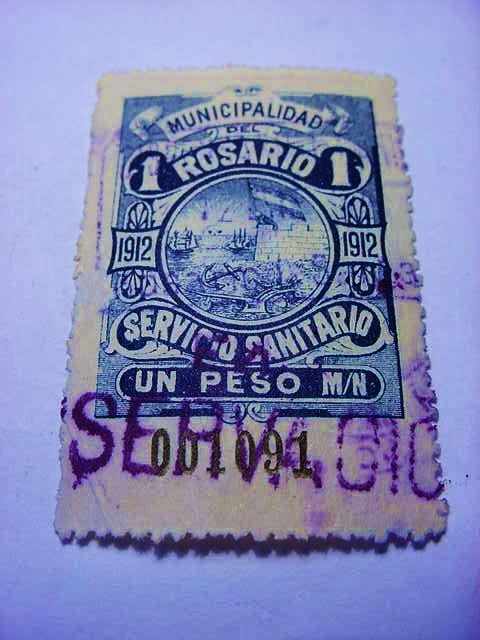 MUNICIPALIDAD
DEL
1 ROSARIO 1
1912 1912
SERVICIO SANITARIO
UN PESO M/N
001091